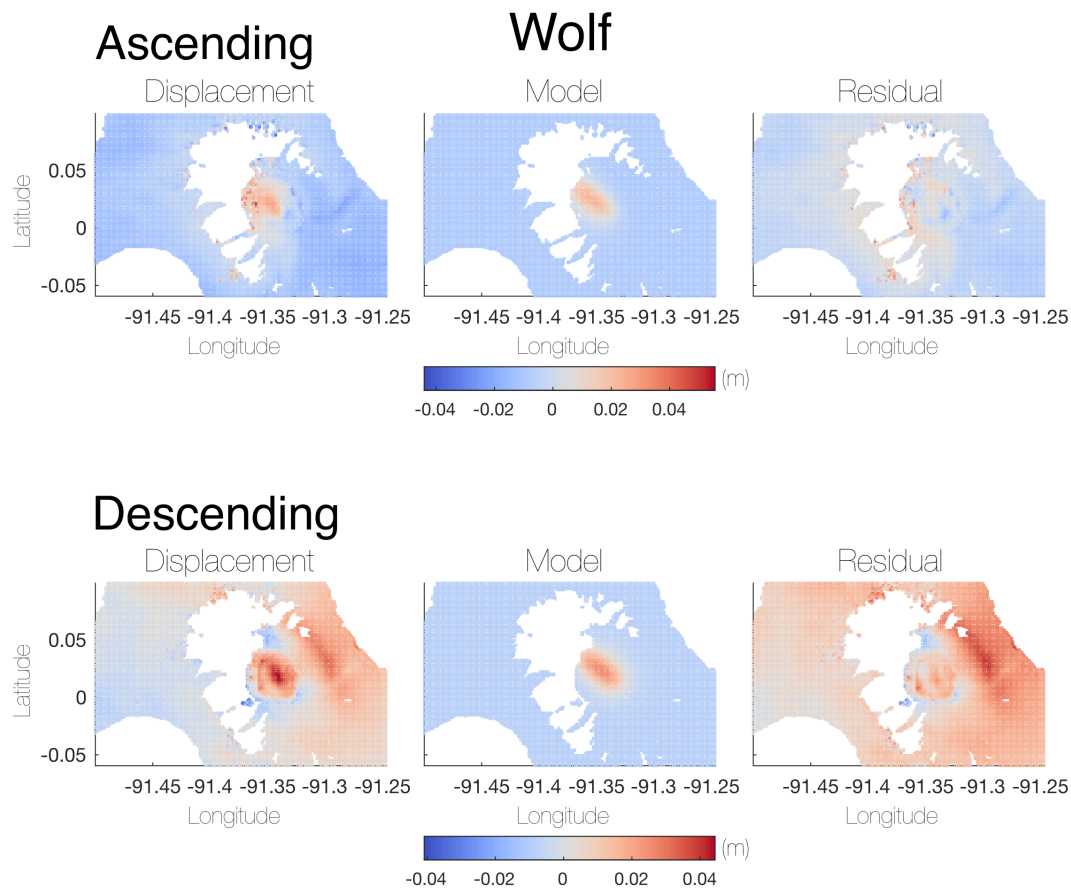 Ascending Wolf
Displacement Model Residual
Latitude
0.05
0
-0.05
-91.45 -91.4 -91.35 -91.3 -91.25 -91.45 -91.4 -91.35 -91.3 -91.25 -91.45 -91.4 -91.35 -91.3 -91.25
Longitude Longitude Longitude
(m)
-0.04 -0.02 0 0.02 0.04
Descending
Displacement Model Residual
Latitude
0.05
0
-0.05
-91.45 -91.4 -91.35 -91.3 -91.25 -91.45 -91.4 -91.35 -91.3 -91.25 -91.45 -91.4 -91.35 -91.3 -91.25
Longitude Longitude Longitude
(m)
-0.04 -0.02 0 0.02 0.04